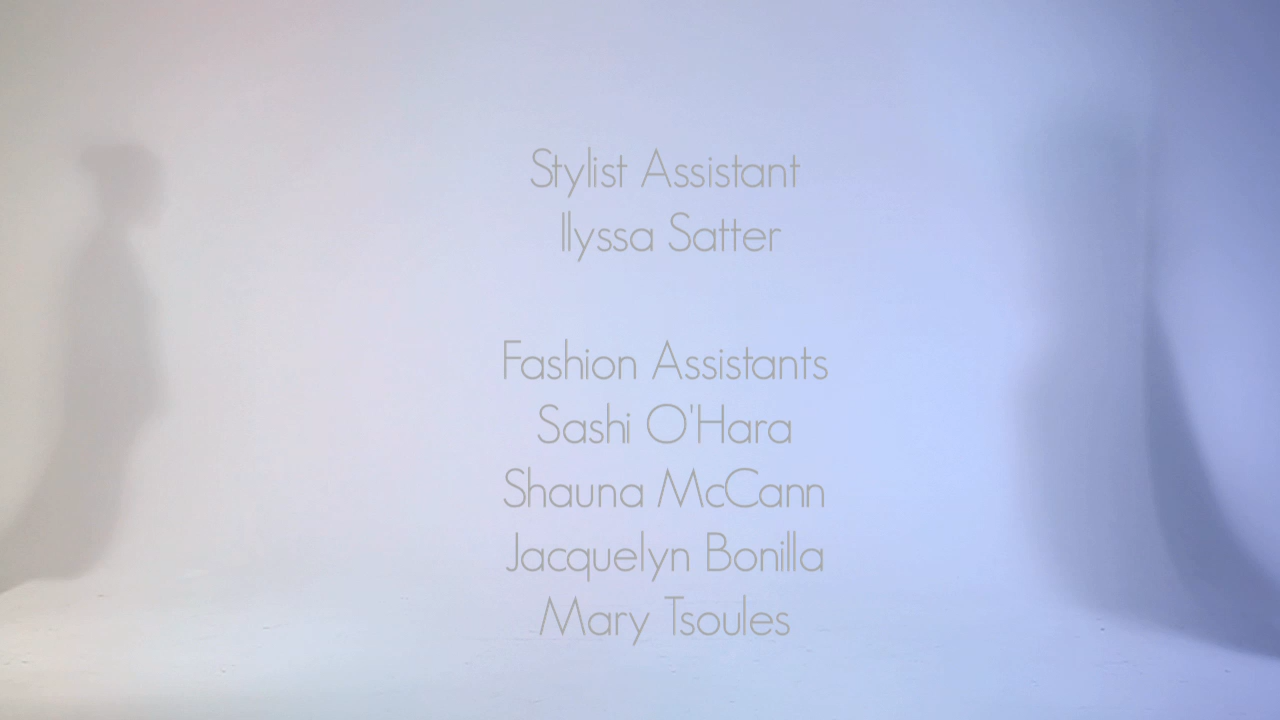 Stylist Assistant
Ilyssa Satter
Fashion Assistants
Sashi O'Hara
Shauna McCann
Jacquelyn Bonilla
Mary Tsoules